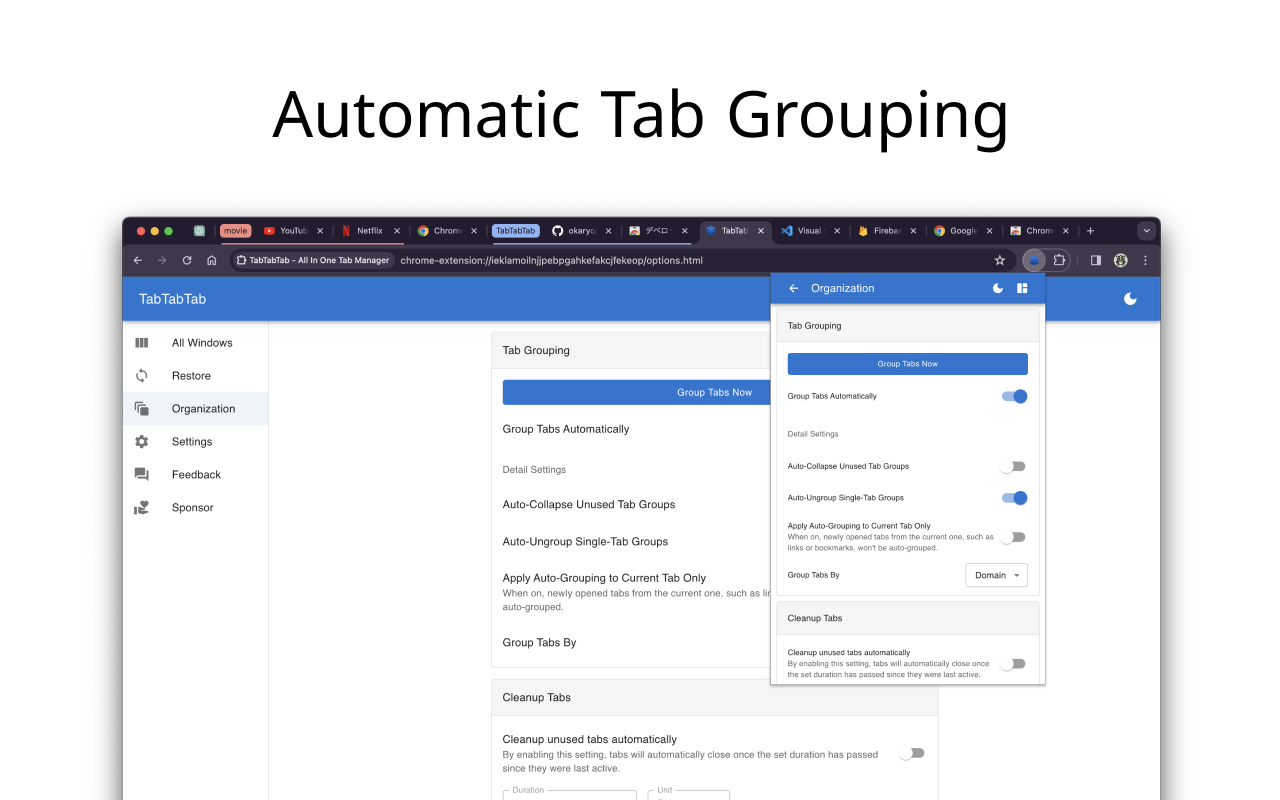 Automatic Tab Grouping
movie YouTub Netflix Chrom TabTabTab okaryo デベロ TabTab Visual Fireba Google Chrom
TabTabTab - All In One Tab Manager chrome-extension://ieklamoilnjjpebpgahkefakcjfekeop/options.html
TabTabTab
All Windows
Restore
Organization
Settings
Feedback
Sponsor
Tab Grouping
Group Tabs Now
Group Tabs Automatically
Detail Settings
Auto-Collapse Unused Tab Groups
Auto-Ungroup Single-Tab Groups
Apply Auto-Grouping to Current Tab Only
When on, newly opened tabs from the current one, such as lin
auto-grouped.
Group Tabs By
Cleanup Tabs
Cleanup unused tabs automatically
By enabling this setting, tabs will automatically close once the set duration has passed
since they were last active.
Duration Unit
Organization
Tab Grouping
Group Tabs Now
Group Tabs Automatically
Detail Settings
Auto-Collapse Unused Tab Groups
Auto-Ungroup Single-Tab Groups
Apply Auto-Grouping to Current Tab Only
When on, newly opened tabs from the current one, such as
links or bookmarks, won't be auto-grouped.
Group Tabs By Domain
Cleanup Tabs
Cleanup unused tabs automatically
By enabling this setting, tabs will automatically close once
the set duration has passed since they were last active.